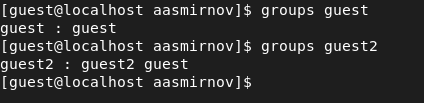 [guest@localhost aasmirnov]$ groups guest
guest : guest
[guest@localhost aasmirnov]$ groups guest2
guest2 : guest2 guest
[guest@localhost aasmirnov]$